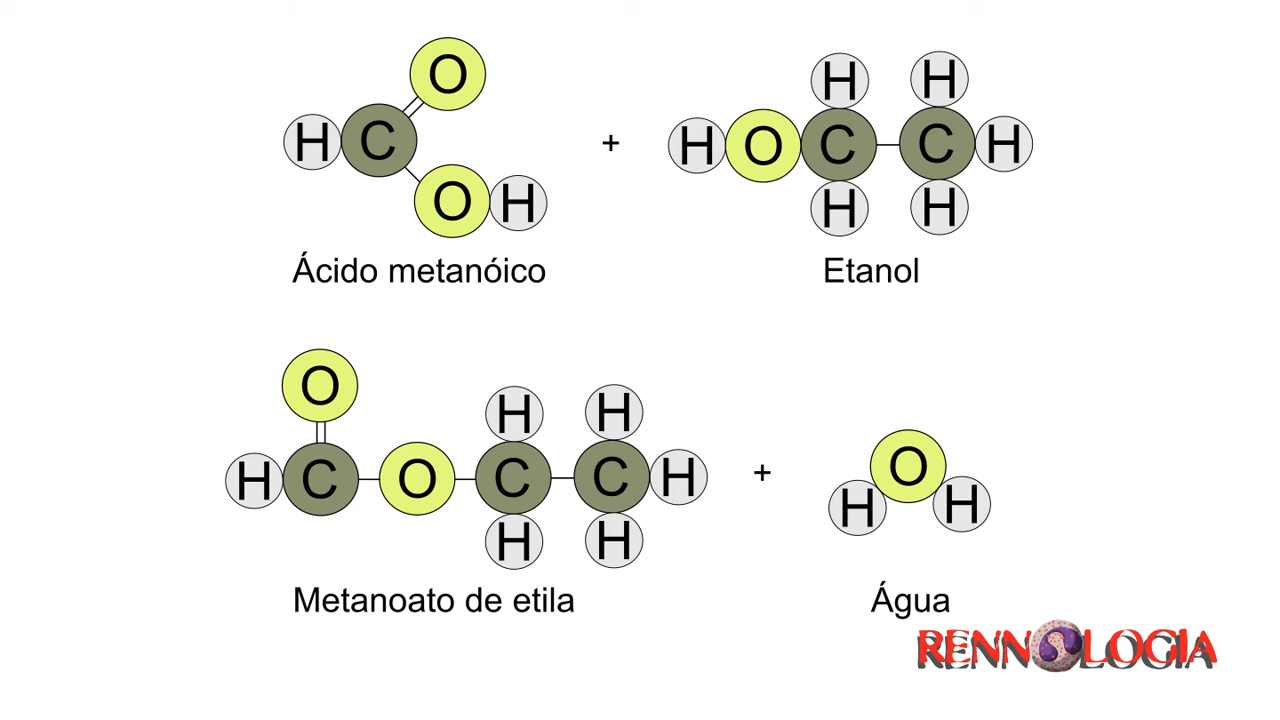 O
H C
O H
+
H H
H O C C H
H H
Ácido metanóico
Etanol
O
H H
H C O C C H
H H
+
O
H H
Metanoato de etila
Água
RENNOLOGIA